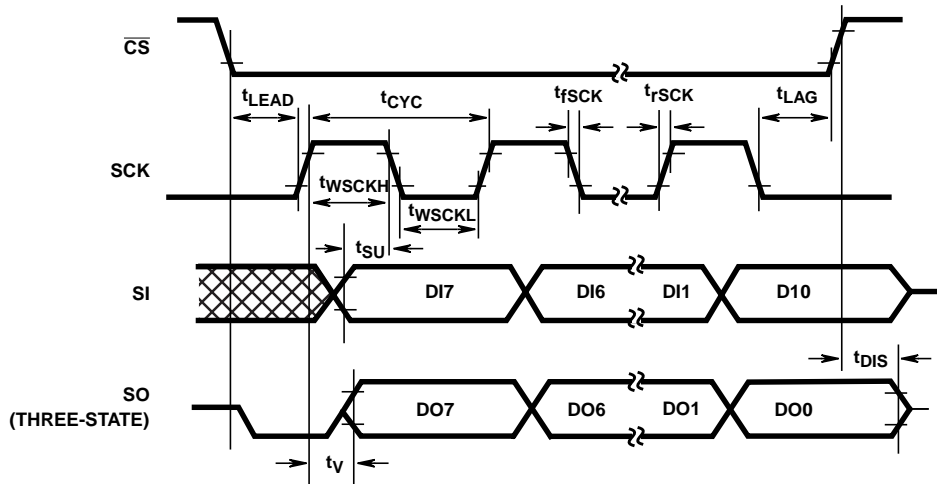 CS
tLEAD
tCYC
tfSCK
trSCK
tLAG
SCK
tWSCKH
tWSCKL
tSU
SI
DI7
DI6
DI1
D10
tDIS
SO
(THREE-STATE)
DO7
DO6
DO1
DO0
tV